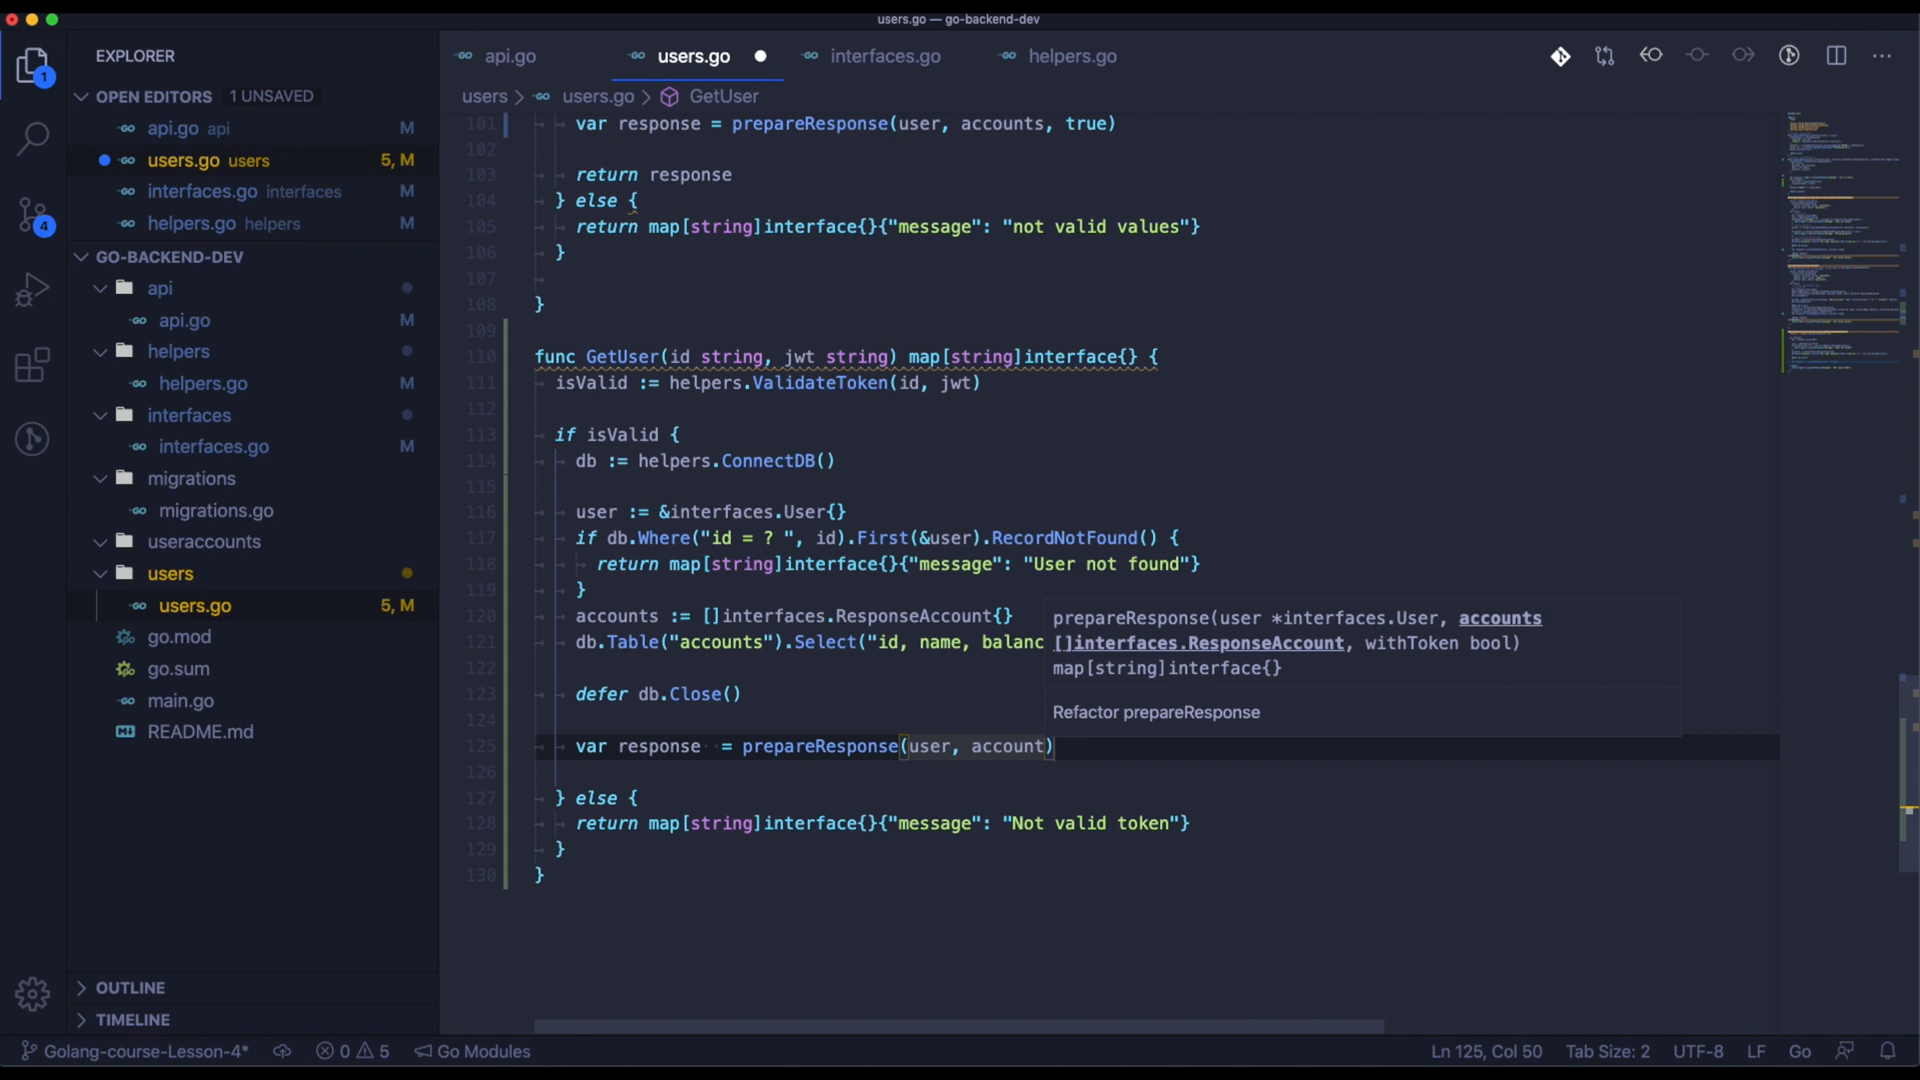 users.go — go-backend-dev
EXPLORER
OPEN EDITORS 1 UNSAVED
api.go api M
users.go users 5, M
interfaces.go interfaces M
helpers.go helpers M
GO-BACKEND-DEV
api
api.go M
helpers
helpers.go M
interfaces
interfaces.go M
migrations
migrations.go
useraccounts
users
users.go 5, M
go.mod
go.sum
main.go
README.md
OUTLINE
TIMELINE
1
4
api.go users.go interfaces.go helpers.go
users > users.go > GetUser
101 var response = prepareResponse(user, accounts, true)
102
103 return response
104 } else {
105 return map[string]interface{}{"message": "not valid values"}
106 }
107
108 }
109
110 func GetUser(id string, jwt string) map[string]interface{} {
111 isValid := helpers.ValidateToken(id, jwt)
112
113 if isValid {
114 db := helpers.ConnectDB()
115
116 user := &interfaces.User{}
117 if db.Where("id = ? ", id).First(&user).RecordNotFound() {
118 return map[string]interface{}{"message": "User not found"}
119 }
120 accounts := []interfaces.ResponseAccount{}
121 db.Table("accounts").Select("id, name, balanc
122
123 defer db.Close()
124
125 var response = prepareResponse(user, account)
126
127 } else {
128 return map[string]interface{}{"message": "Not valid token"}
129 }
130 }
prepareResponse(user *interfaces.User, accounts
[]interfaces.ResponseAccount, withToken bool)
map[string]interface{}
Refactor prepareResponse
Golang-course-Lesson-4* 0 5 Go Modules Ln 125, Col 50 Tab Size: 2 UTF-8 LF Go